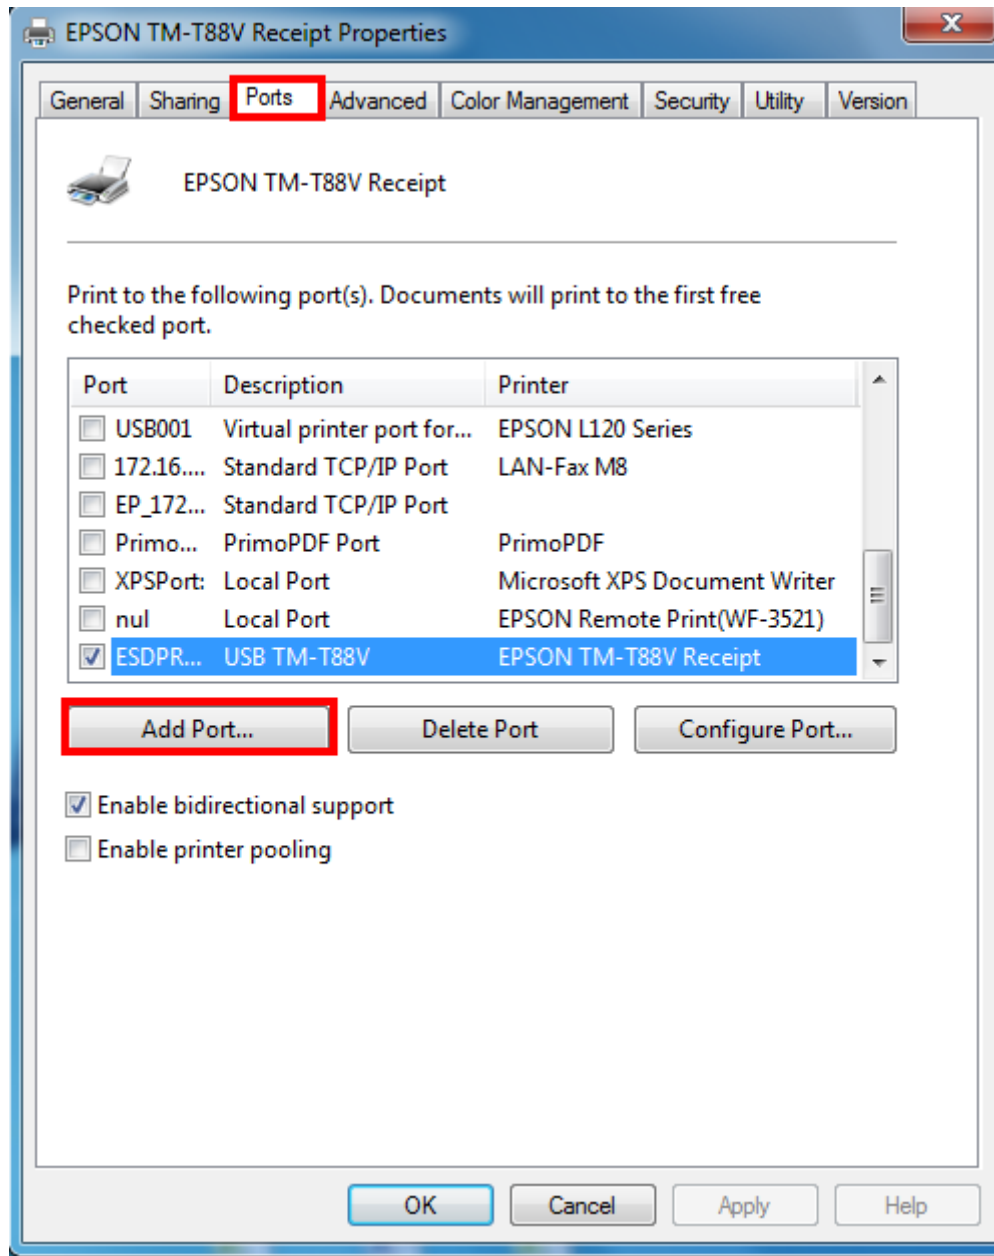 EPSON TM-T88V Receipt Properties
General Sharing Ports Advanced Color Management Security Utility Version
EPSON TM-T88V Receipt
Print to the following port(s). Documents will print to the first free
checked port.
Port Description Printer
USB001 Virtual printer port for... EPSON L120 Series
172.16.... Standard TCP/IP Port LAN-Fax M8
EP_172... Standard TCP/IP Port
Primo... PrimoPDF Port PrimoPDF
XPSPort: Local Port Microsoft XPS Document Writer
nul Local Port EPSON Remote Print(WF-3521)
ESDPR... USB TM-T88V EPSON TM-T88V Receipt
Add Port... Delete Port Configure Port...
Enable bidirectional support
Enable printer pooling
OK Cancel Apply Help